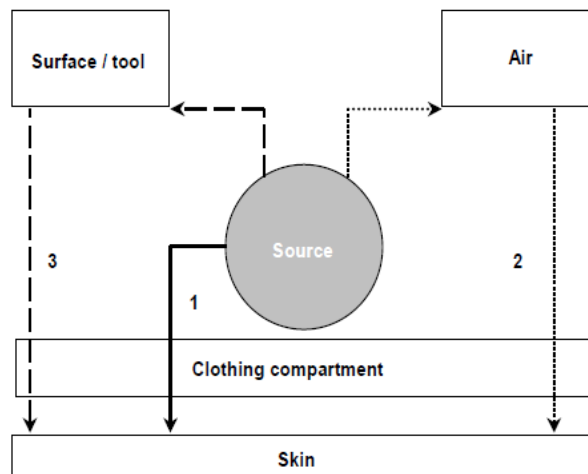 Surface / tool
Air
Source
3
2
1
Clothing compartment
Skin